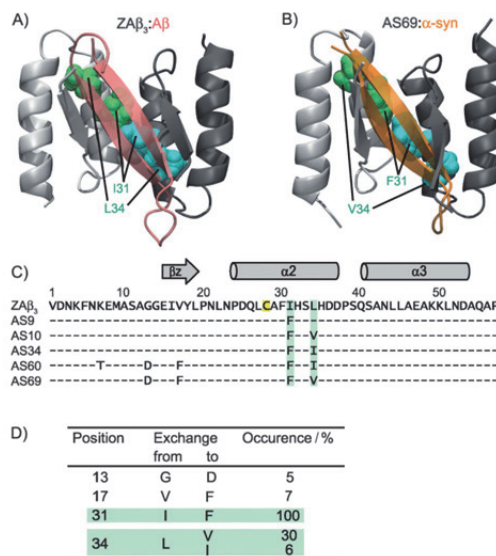 A) ZAβ₃:Aβ
I31
L34
B) AS69:α-syn
F31
V34
C) βz α2 α3
1 10 20 30 40 50
ZAβ₃ VDNKFNKEMASAGGEIVYLPNLNPDQLCAFIHSLHDDPSQSANLLAEAKKLNDAQAP
AS9 ------------------------------F--------------------------
AS10 ------------------------------F--V-----------------------
AS34 ------------------------------F--I-----------------------
AS60 ------T-----D---F-------------F--I-----------------------
AS69 ------------D---F-------------F--V-----------------------
D) Position Exchange Occurence / %
from to
13 G D 5
17 V F 7
31 I F 100
34 L V 30
I 6